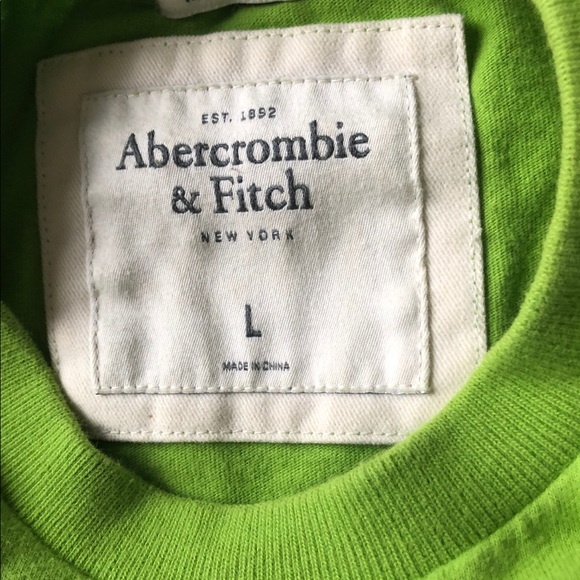 EST. 1892
Abercrombie
& Fitch
NEW YORK
L
MADE IN CHINA